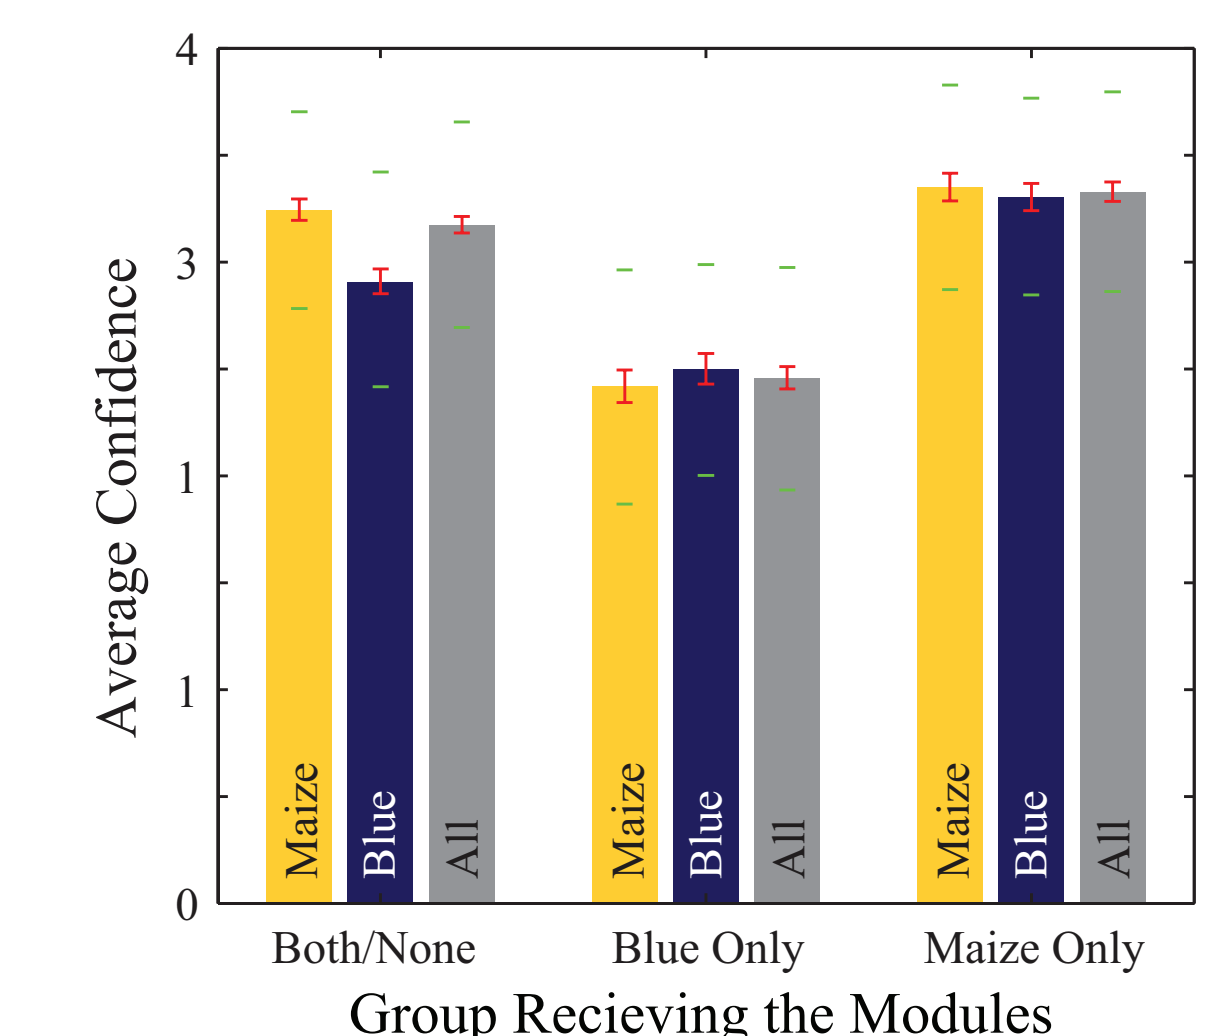 4
3
1
1
0
Average Confidence
Maize
Blue
All
Maize
Blue
All
Maize
Blue
All
Both/None
Blue Only
Maize Only
Group Recieving the Modules